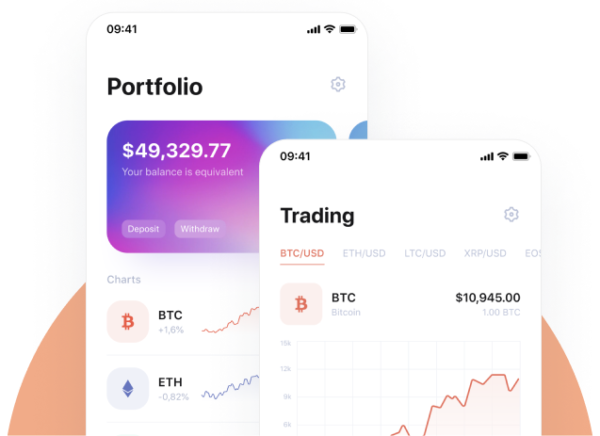 09:41
Portfolio
$49,329.77
Your balance is equivalent
Deposit
Withdraw
Charts
BTC
+1,6%
ETH
-0,82%
09:41
Trading
BTC/USD
ETH/USD
LTC/USD
XRP/USD
EOS
BTC
$10,945.00
Bitcoin
1.00 BTC
15k
12k
9k
6k